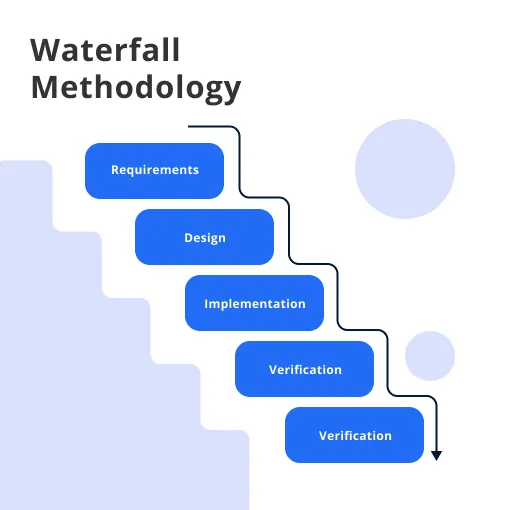 Waterfall
Methodology
Requirements
Design
Implementation
Verification
Verification